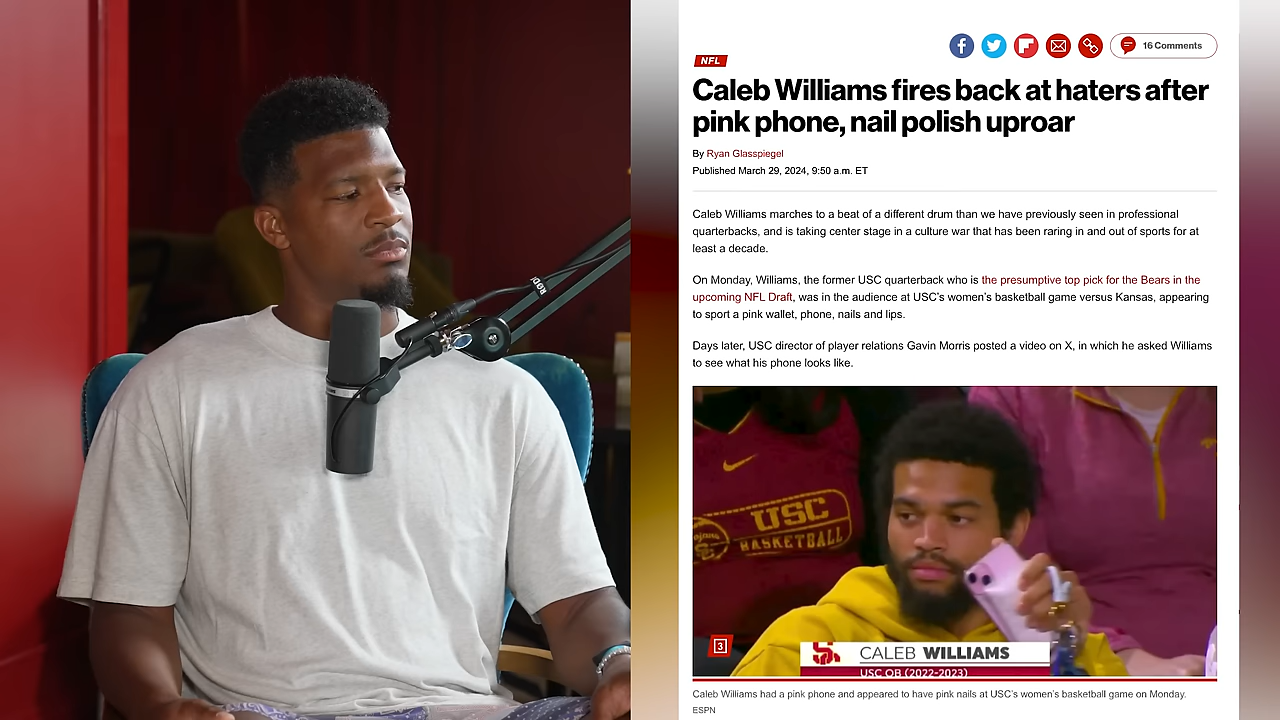 RØDE
16 Comments
NFL
Caleb Williams fires back at haters after
pink phone, nail polish uproar
By Ryan Glasspiegel
Published March 29, 2024, 9:50 a.m. ET
Caleb Williams marches to a beat of a different drum than we have previously seen in professional
quarterbacks, and is taking center stage in a culture war that has been raring in and out of sports for at
least a decade.
On Monday, Williams, the former USC quarterback who is the presumptive top pick for the Bears in the
upcoming NFL Draft, was in the audience at USC's women's basketball game versus Kansas, appearing
to sport a pink wallet, phone, nails and lips.
Days later, USC director of player relations Gavin Morris posted a video on X, in which he asked Williams
to see what his phone looks like.
USC
BASKETBALL
3
CALEB WILLIAMS
USC QB (2022-2023)
Caleb Williams had a pink phone and appeared to have pink nails at USC's women's basketball game on Monday.
ESPN